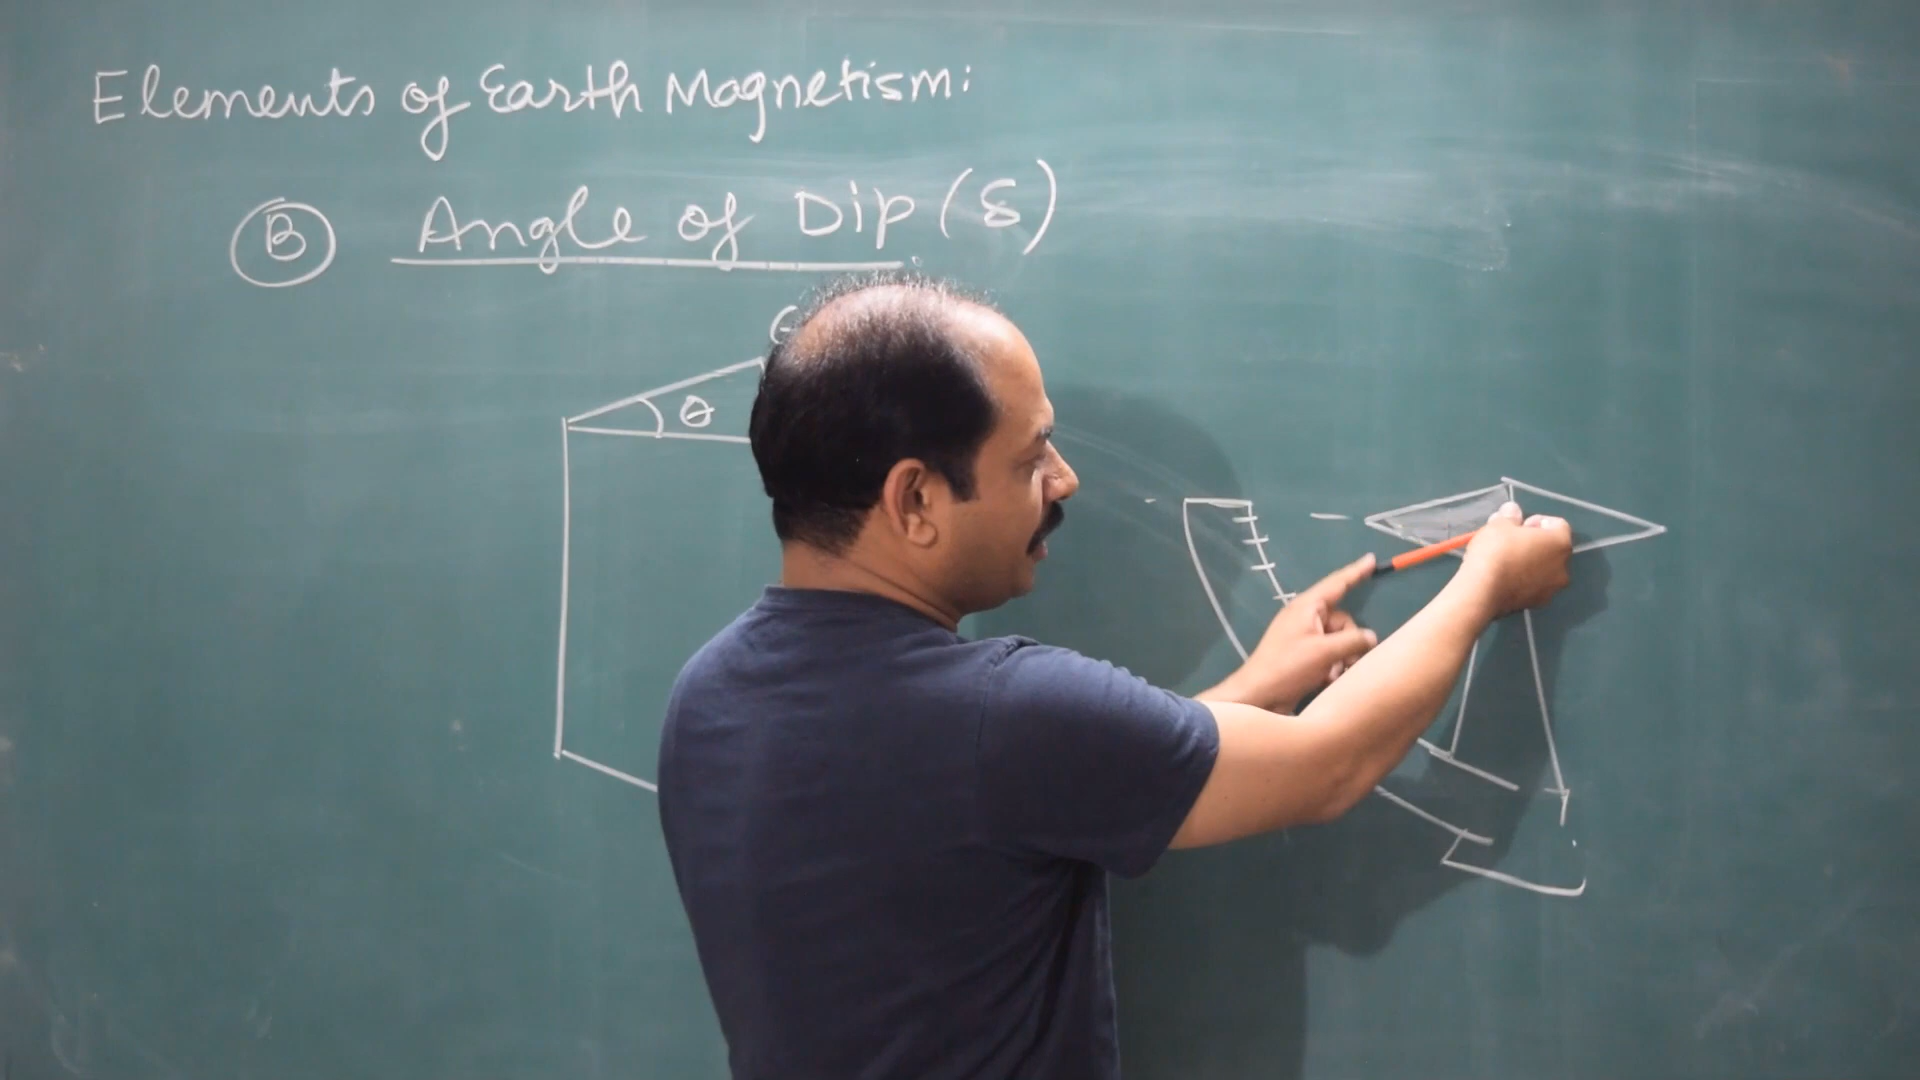 Elements of Earth Magnetism:
B Angle of Dip (δ)
G
θ